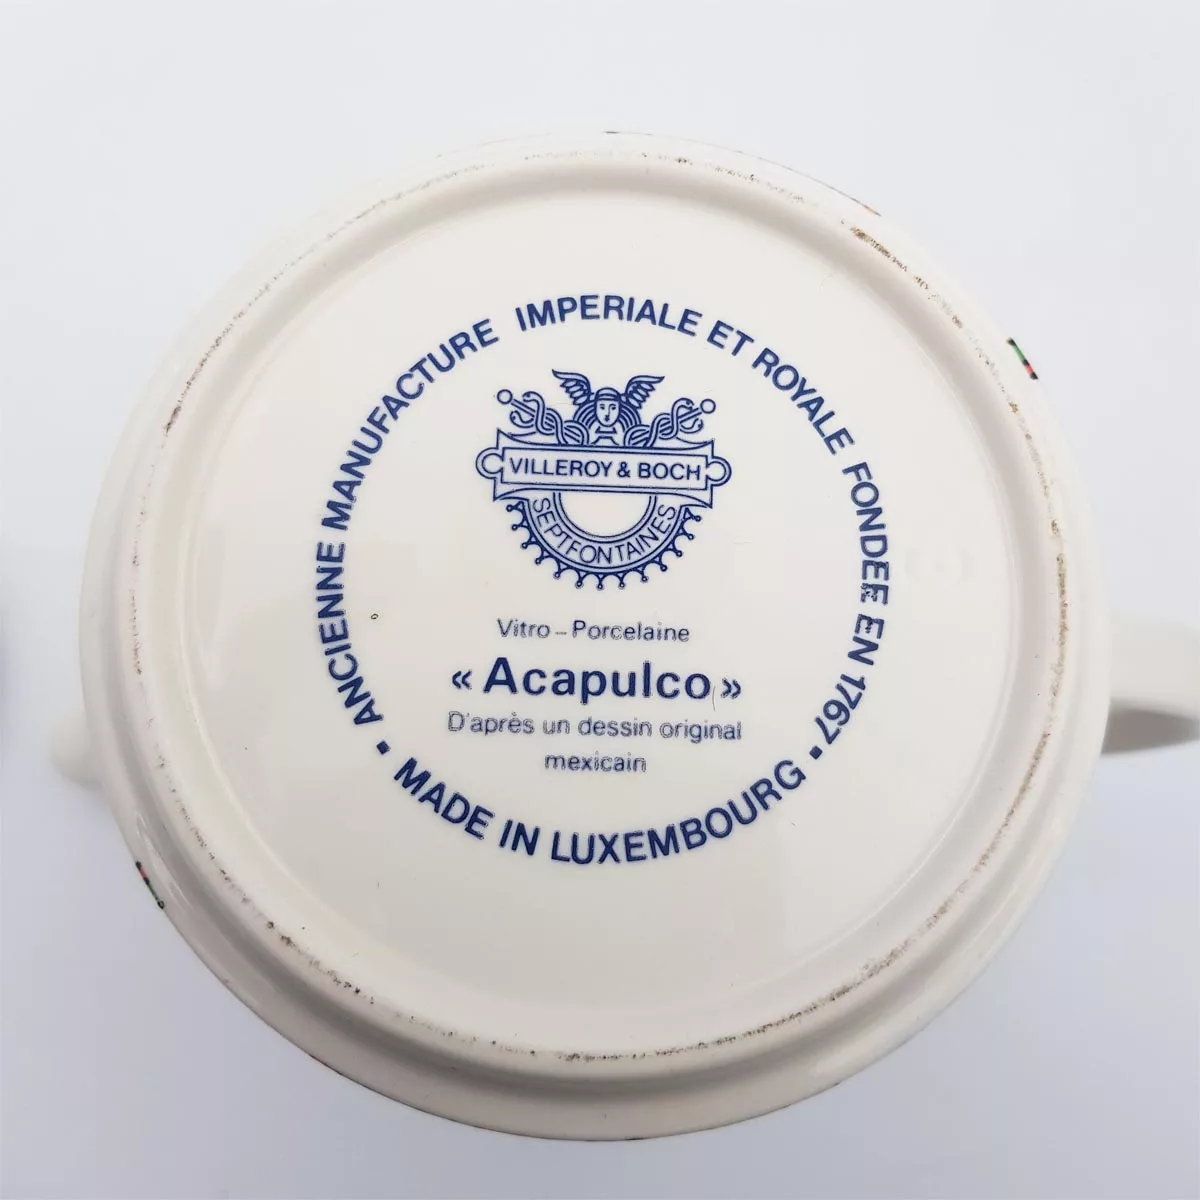 ANCIENNE MANUFACTURE IMPERIALE ET ROYALE FONDEE EN 1767 •
VILLEROY & BOCH
SEPTFONTAINES
Vitro - Porcelaine
« Acapulco »
D'après un dessin original
mexicain
• MADE IN LUXEMBOURG